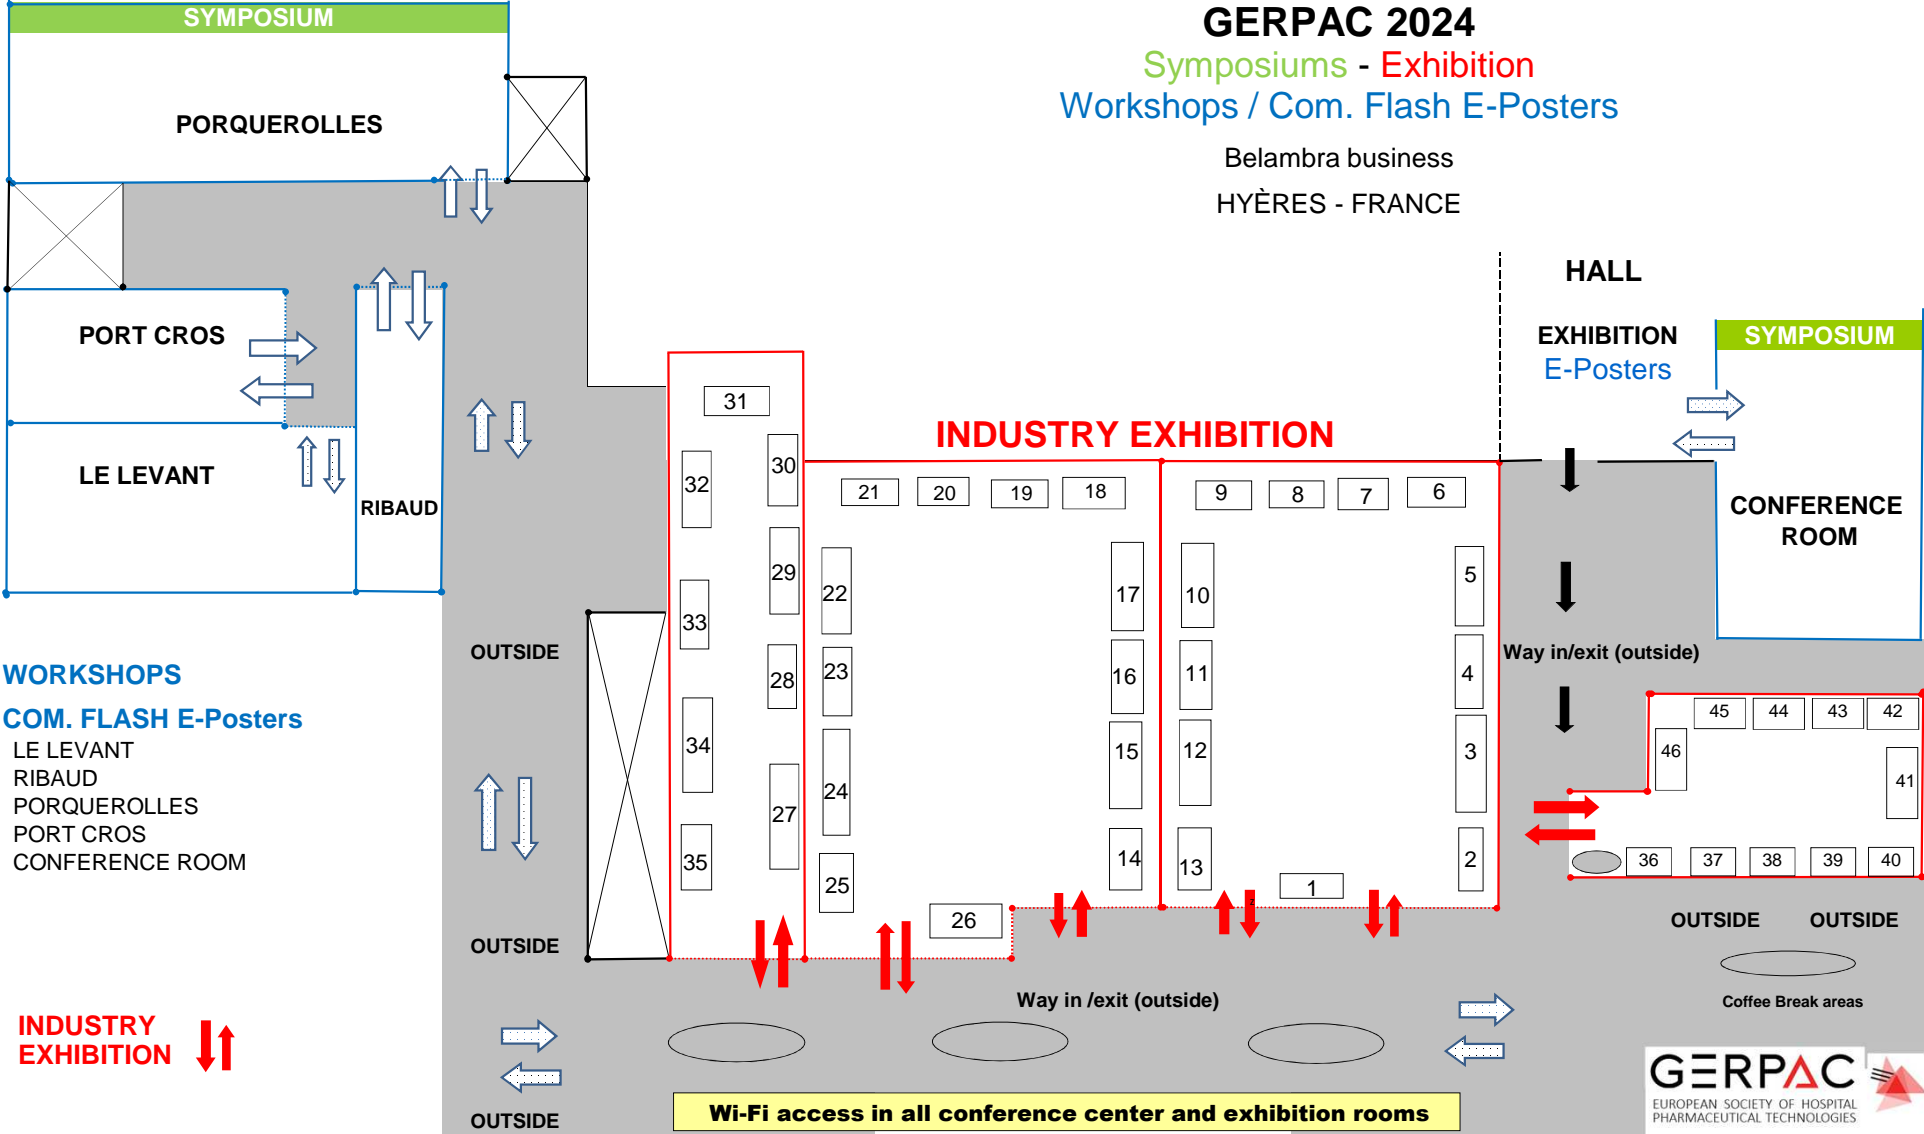 SYMPOSIUM
PORQUEROLLES
GERPAC 2024
Symposiums - Exhibition
Workshops / Com. Flash E-Posters
Belambra business
HYÈRES - FRANCE
HALL
EXHIBITION
E-Posters
SYMPOSIUM
CONFERENCE
ROOM
PORT CROS
LE LEVANT
RIBAUD
INDUSTRY EXHIBITION
31
30
32
29
33
28
34
27
35
21
20
19
18
22
17
23
16
24
15
25
14
26
9
8
7
6
10
5
11
4
12
3
13
2
1
z
Way in/exit (outside)
45
44
43
42
46
41
36
37
38
39
40
OUTSIDE
OUTSIDE
Coffee Break areas
OUTSIDE
OUTSIDE
OUTSIDE
Way in /exit (outside)
WORKSHOPS
COM. FLASH E-Posters
LE LEVANT
RIBAUD
PORQUEROLLES
PORT CROS
CONFERENCE ROOM
INDUSTRY
EXHIBITION
Wi-Fi access in all conference center and exhibition rooms
GERPAC
EUROPEAN SOCIETY OF HOSPITAL
PHARMACEUTICAL TECHNOLOGIES